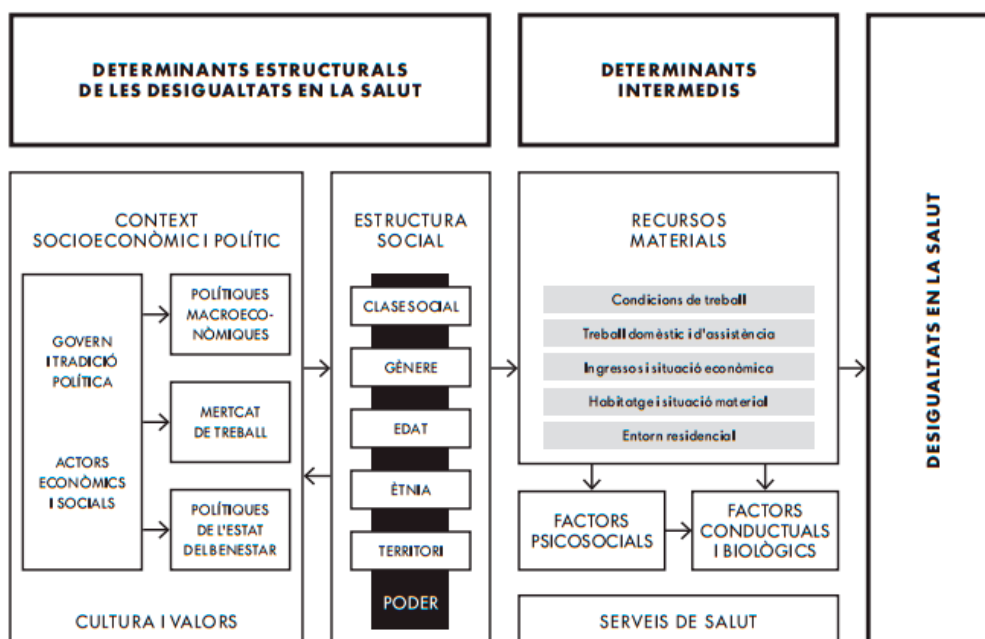 DETERMINANTS ESTRUCTURALS
DE LES DESIGUALTATS EN LA SALUT
DETERMINANTS
INTERMEDIS
DESIGUALTATS EN LA SALUT
CONTEXT
SOCIOECONÒMIC I POLÍTIC
GOVERN
I TRADICIÓ
POLÍTICA
ACTORS
ECONÒMICS
I SOCIALS
POLÍTIQUES
MACROECO-
NÒMIQUES
MERTCAT
DE TREBALL
POLÍTIQUES
DE L'ESTAT
DEL BENESTAR
CULTURA I VALORS
ESTRUCTURA
SOCIAL
CLASE SOCIAL
GÈNERE
EDAT
ÈTNIA
TERRITORI
PODER
RECURSOS
MATERIALS
Condicions de treball
Treball domèstic i d'assistència
Ingressos i situació econòmica
Habitatge i situació material
Entorn residencial
FACTORS
PSICOSOCIALS
FACTORS
CONDUCTUALS
I BIOLÒGICS
SERVEIS DE SALUT